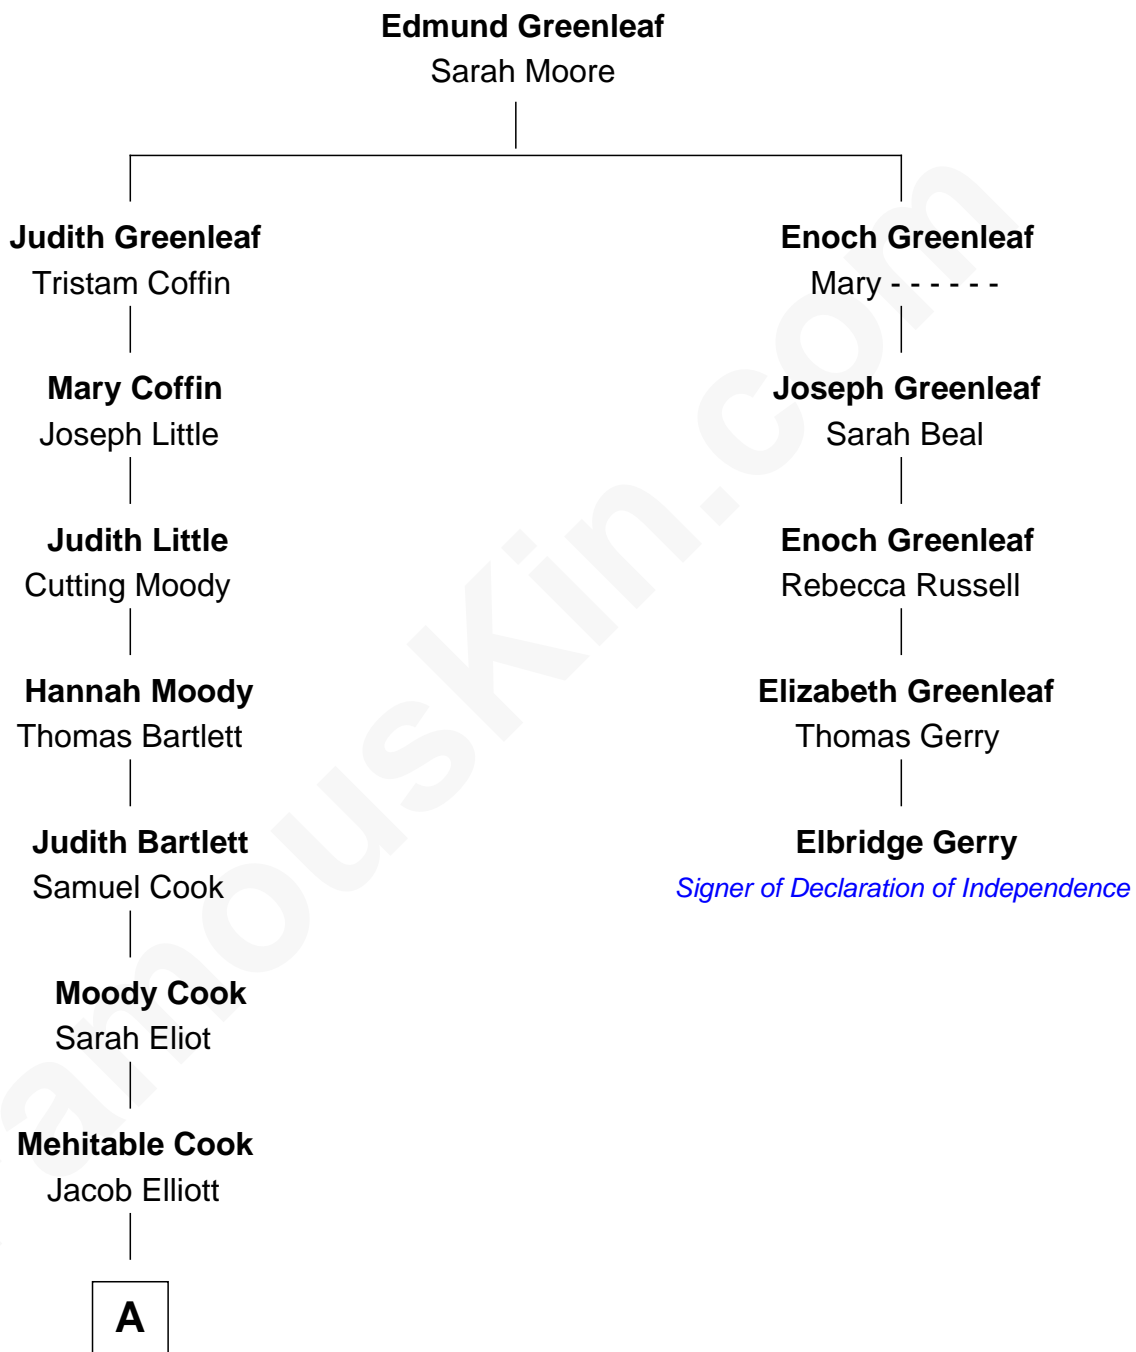 Edmund Greenleaf
Sarah Moore
Judith Greenleaf
Tristam Coffin
Mary Coffin
Joseph Little
Judith Little
Cutting Moody
Hannah Moody
Thomas Bartlett
Judith Bartlett
Samuel Cook
Moody Cook
Sarah Eliot
Mehitable Cook
Jacob Elliott
A
Enoch Greenleaf
Mary - - - - - -
Joseph Greenleaf
Sarah Beal
Enoch Greenleaf
Rebecca Russell
Elizabeth Greenleaf
Thomas Gerry
Elbridge Gerry
Signer of Declaration of Independence
FamousKin.com